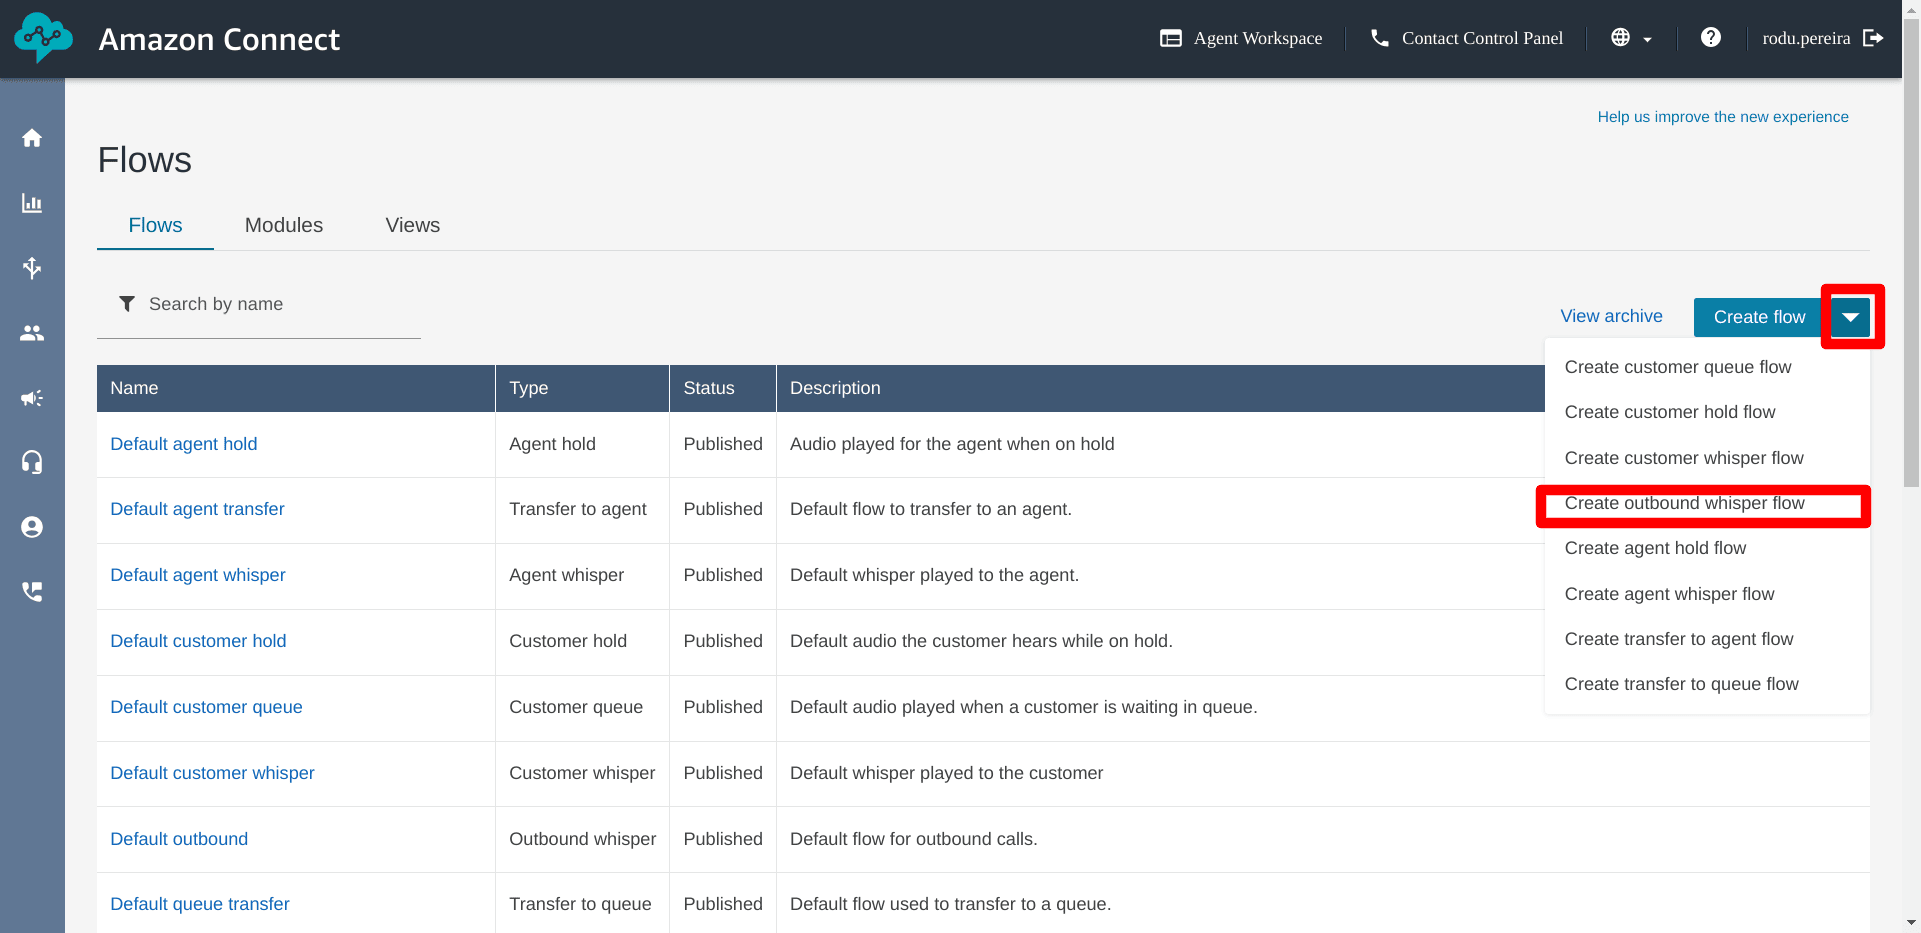 Amazon Connect
Agent Workspace
Contact Control Panel
rodu.pereira
Help us improve the new experience
Flows
Flows Modules Views
Search by name
View archive
Create flow
Create customer queue flow
Create customer hold flow
Create customer whisper flow
Create outbound whisper flow
Create agent hold flow
Create agent whisper flow
Create transfer to agent flow
Create transfer to queue flow
Name Type Status Description
Default agent hold Agent hold Published Audio played for the agent when on hold
Default agent transfer Transfer to agent Published Default flow to transfer to an agent.
Default agent whisper Agent whisper Published Default whisper played to the agent.
Default customer hold Customer hold Published Default audio the customer hears while on hold.
Default customer queue Customer queue Published Default audio played when a customer is waiting in queue.
Default customer whisper Customer whisper Published Default whisper played to the customer
Default outbound Outbound whisper Published Default flow for outbound calls.
Default queue transfer Transfer to queue Published Default flow used to transfer to a queue.